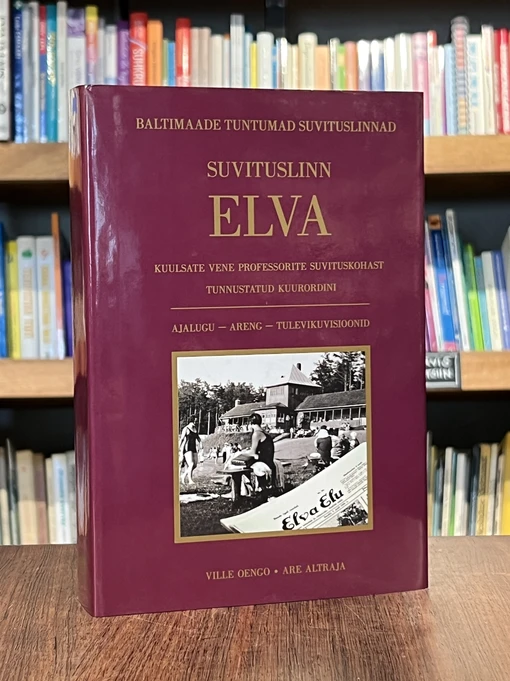 BALTIMAADE TUNTUMAD SUVITUSLINNAD
SUVITUSLINN
ELVA
KUULSATE VENE PROFESSORITE SUVITUSKOHAST
TUNNUSTATUD KUURORDINI
AJALUGU – ARENG – TULEVIKUVISIOONID
Elva Elu
VILLE OENGO • ARE ALTRAJA